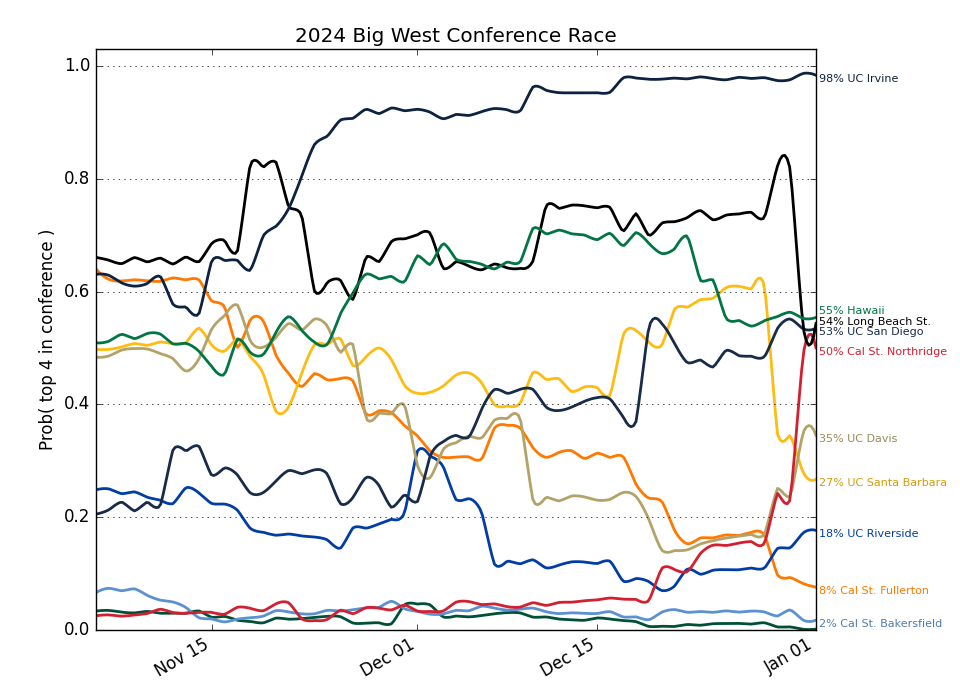 2024 Big West Conference Race
Prob( top 4 in conference )
1.0
0.8
0.6
0.4
0.2
0.0
Nov 15
Dec 01
Dec 15
Jan 01
98% UC Irvine
55% Hawaii
54% Long Beach St.
53% UC San Diego
50% Cal St. Northridge
35% UC Davis
27% UC Santa Barbara
18% UC Riverside
8% Cal St. Fullerton
2% Cal St. Bakersfield